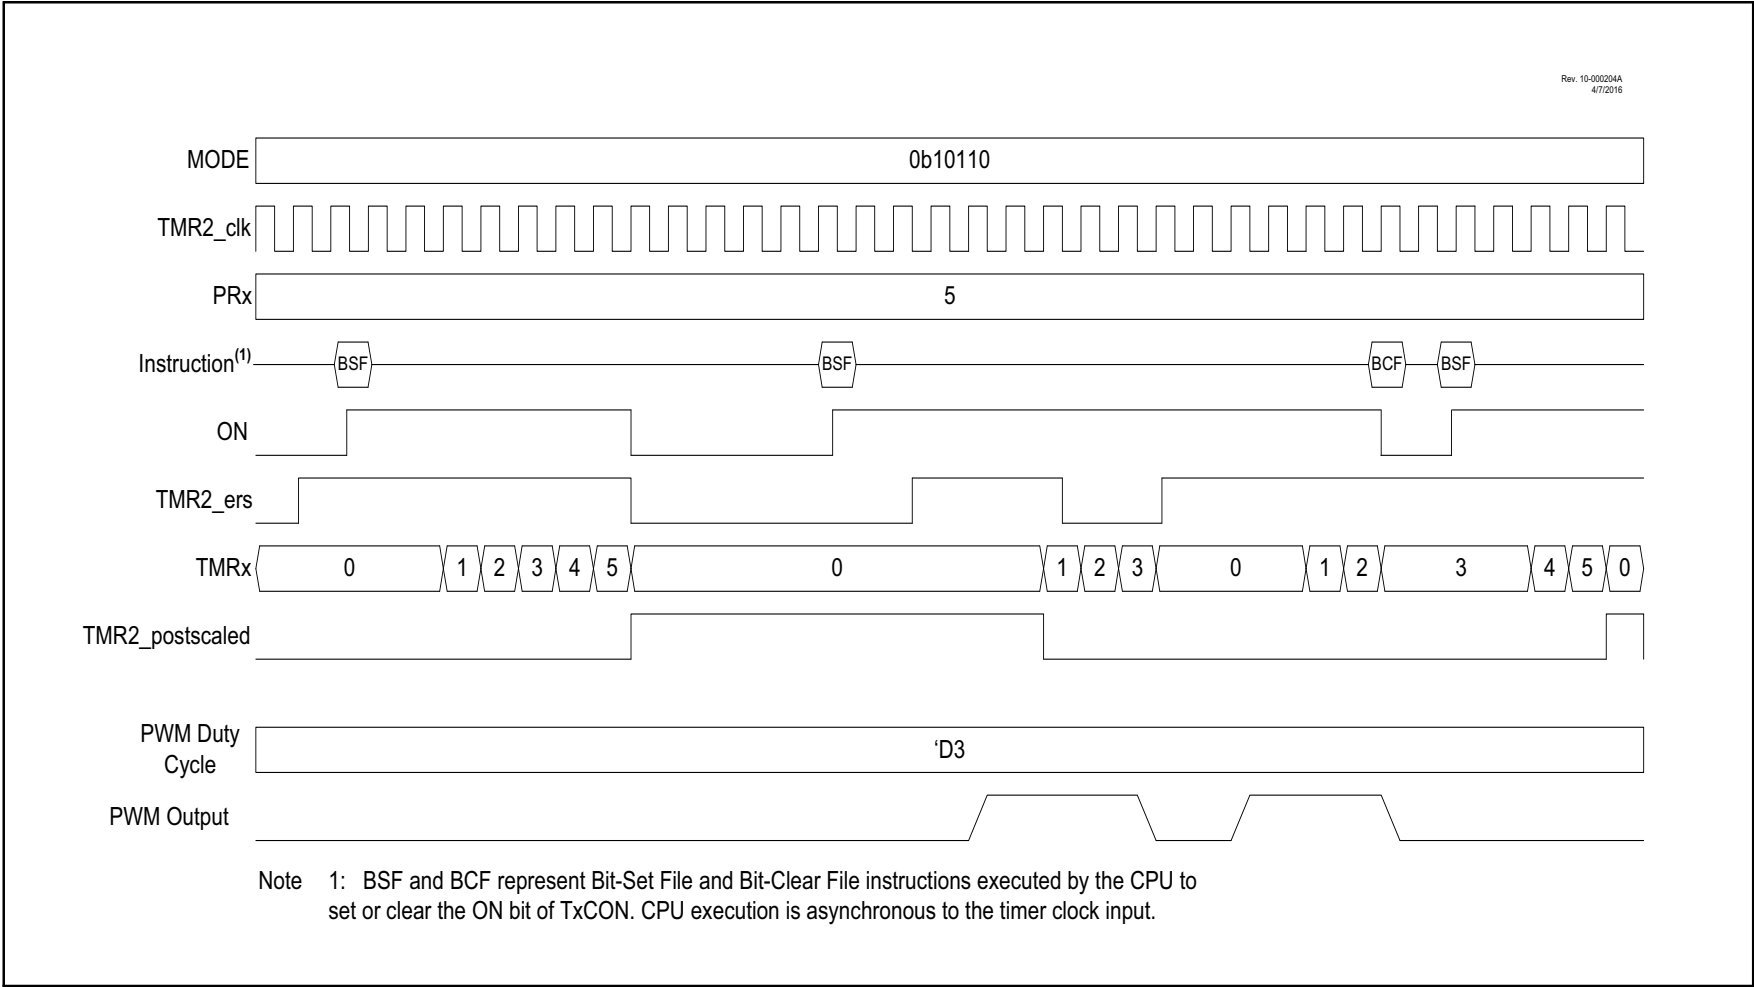 Rev. 10-000204A
4/7/2016
MODE 0b10110
TMR2_clk
PRx 5
Instruction(1) BSF BSF BCF BSF
ON
TMR2_ers
TMRx 0 1 2 3 4 5 0 1 2 3 0 1 2 3 4 5 0
TMR2_postscaled
PWM Duty
Cycle
‘D3
PWM Output
Note 1: BSF and BCF represent Bit-Set File and Bit-Clear File instructions executed by the CPU to
set or clear the ON bit of TxCON. CPU execution is asynchronous to the timer clock input.